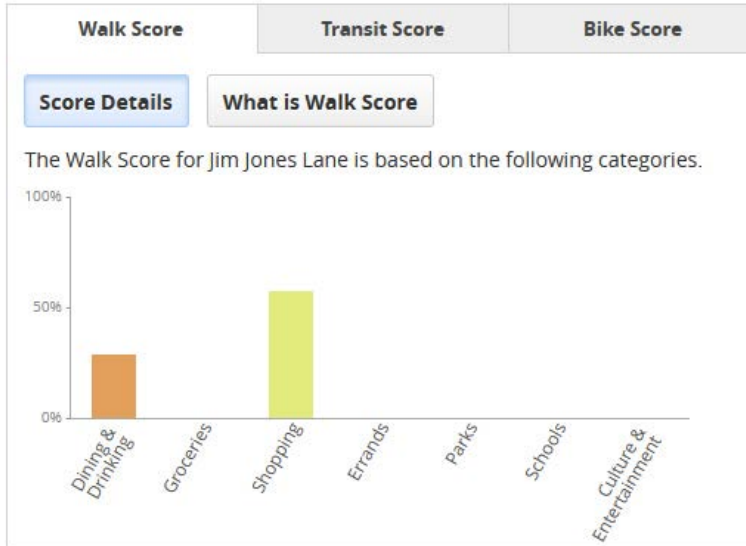 Walk Score Transit Score Bike Score
Score Details What is Walk Score
The Walk Score for Jim Jones Lane is based on the following categories.
100%
50%
0%
Dining &
Drinking
Groceries
Shopping
Errands
Parks
Schools
Culture &
Entertainment